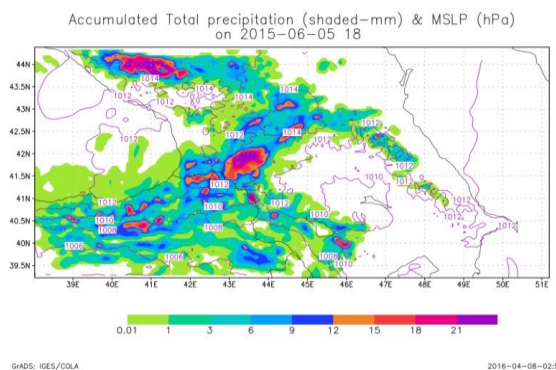 Accumulated Total precipitation (shaded-mm) & MSLP (hPa)
on 2015-06-05 18
44N
43.5N
43N
42.5N
42N
41.5N
41N
40.5N
40N
39.5N
39E 40E 41E 42E 43E 44E 45E 46E 47E 48E 49E 50E 51E
1014
1012
1012
1014
1012
1014
1014
1012
1012
1014
1012
1012
1012
1012
1010
1012
1012
1010
1012
1012
1010
1012
1010
1012
1008
1008
1006
1006
1008
1010
0.01 1 3 6 9 12 15 18 21
GrADS: IGES/COLA
2016-04-08-02: